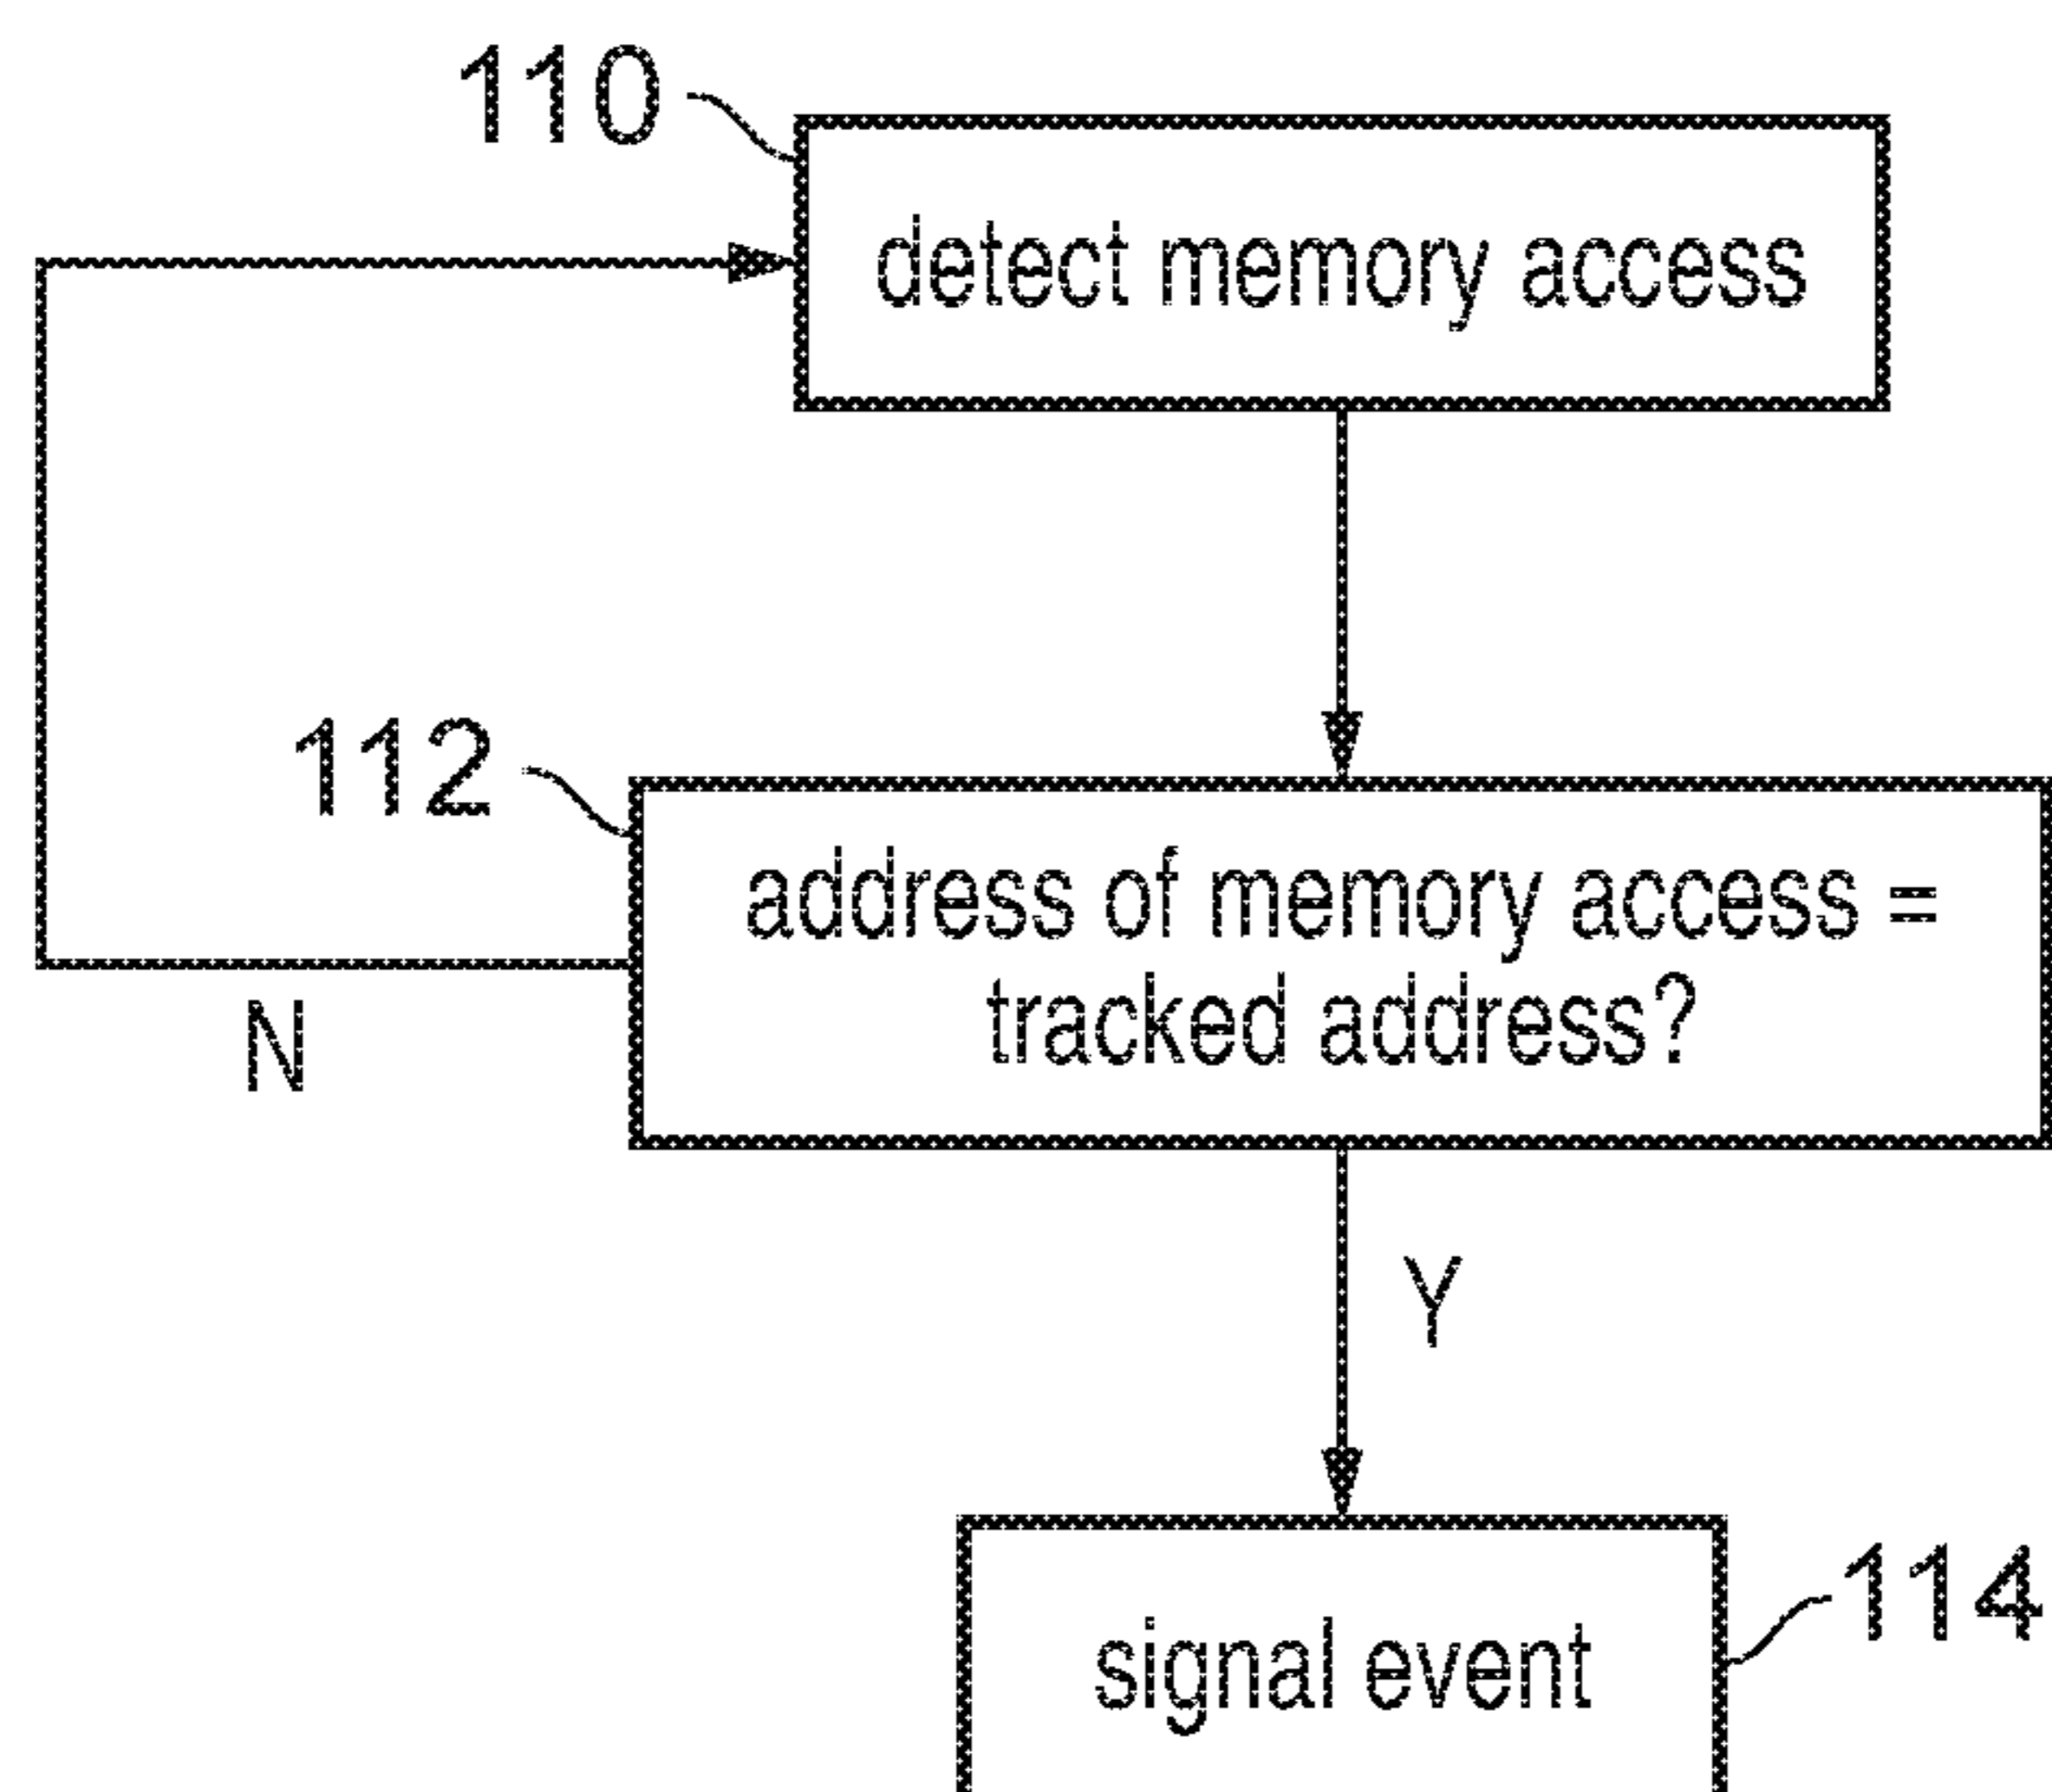 110
detect memory access
112
address of memory access =
tracked address?
N
Y
signal event
114